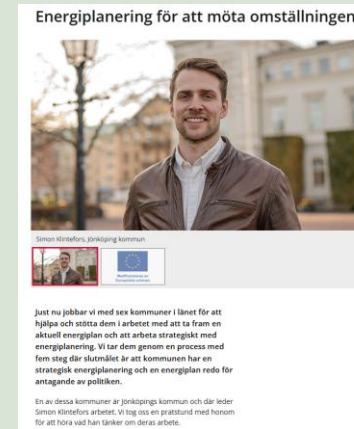 Energiplanering för att möta omställningen
Simon Klintefors, Jönköping kommun
Medfinansieras av
Europeiska unionen
Just nu jobbar vi med sex kommuner i länet för att
hjälpa och stötta dem i arbetet med att ta fram en
aktuell energiplan och att arbeta strategiskt med
energiplanering. Vi tar dem genom en process med
fem steg där slutmålet är att kommunen har en
strategisk energiplanering och en energiplan redo för
antagande av politiken.
En av dessa kommuner är Jönköpings kommun och där leder
Simon Klintefors arbetet. Vi tog oss en pratstund med honom
för att höra vad han tänker om deras arbete.